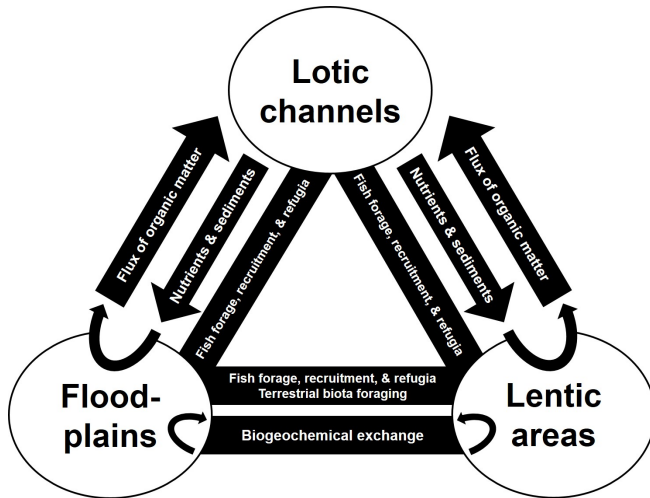 Lotic
channels
Flux of organic matter
Nutrients & sediments
Fish forage, recruitment, & refugia
Fish forage, recruitment, & refugia
Nutrients & sediments
Flux of organic matter
Flood-
plains
Fish forage, recruitment, & refugia
Terrestrial biota foraging
Biogeochemical exchange
Lentic
areas